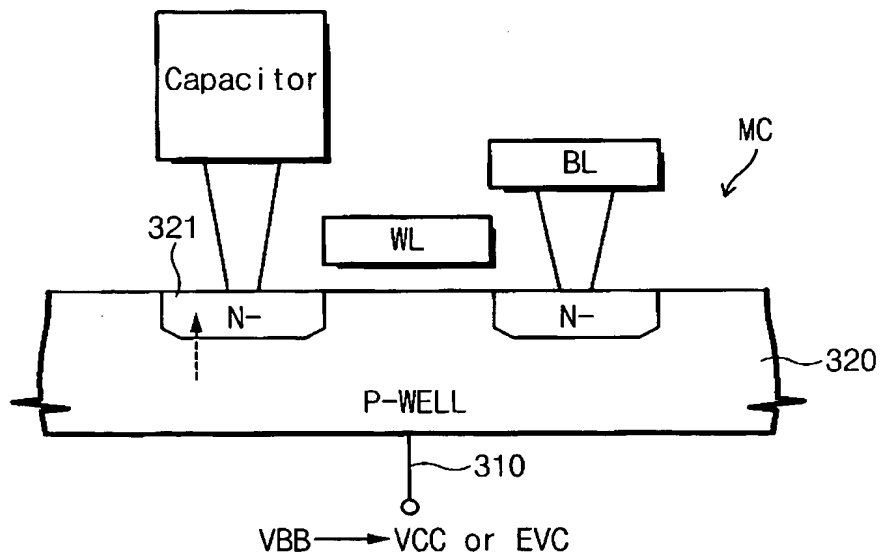 Capacitor
MC
BL
321
WL
N-
N-
320
P-WELL
310
VBB → VCC or EVC